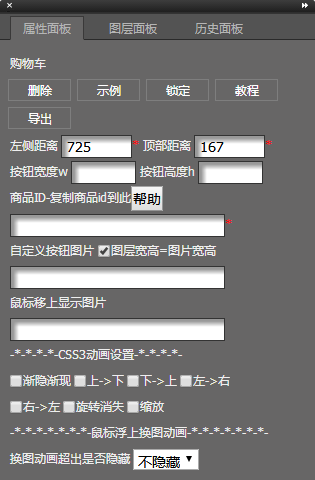 属性面板 图层面板 历史面板
购物车
删除 示例 锁定 教程
导出
左侧距离 725 * 顶部距离 167 *
按钮宽度w 按钮高度h
商品ID-复制商品id到此 帮助
*
自定义按钮图片 图层宽高=图片宽高
鼠标移上显示图片
-*-*-*-*-CSS3动画设置-*-*-*-*-
渐隐渐现 上->下 下->上 左->右
右->左 旋转消失 缩放
-*-*-*-*-*-*-*-鼠标浮上换图动画-*-*-*-*-*-*-*-
换图动画超出是否隐藏 不隐藏